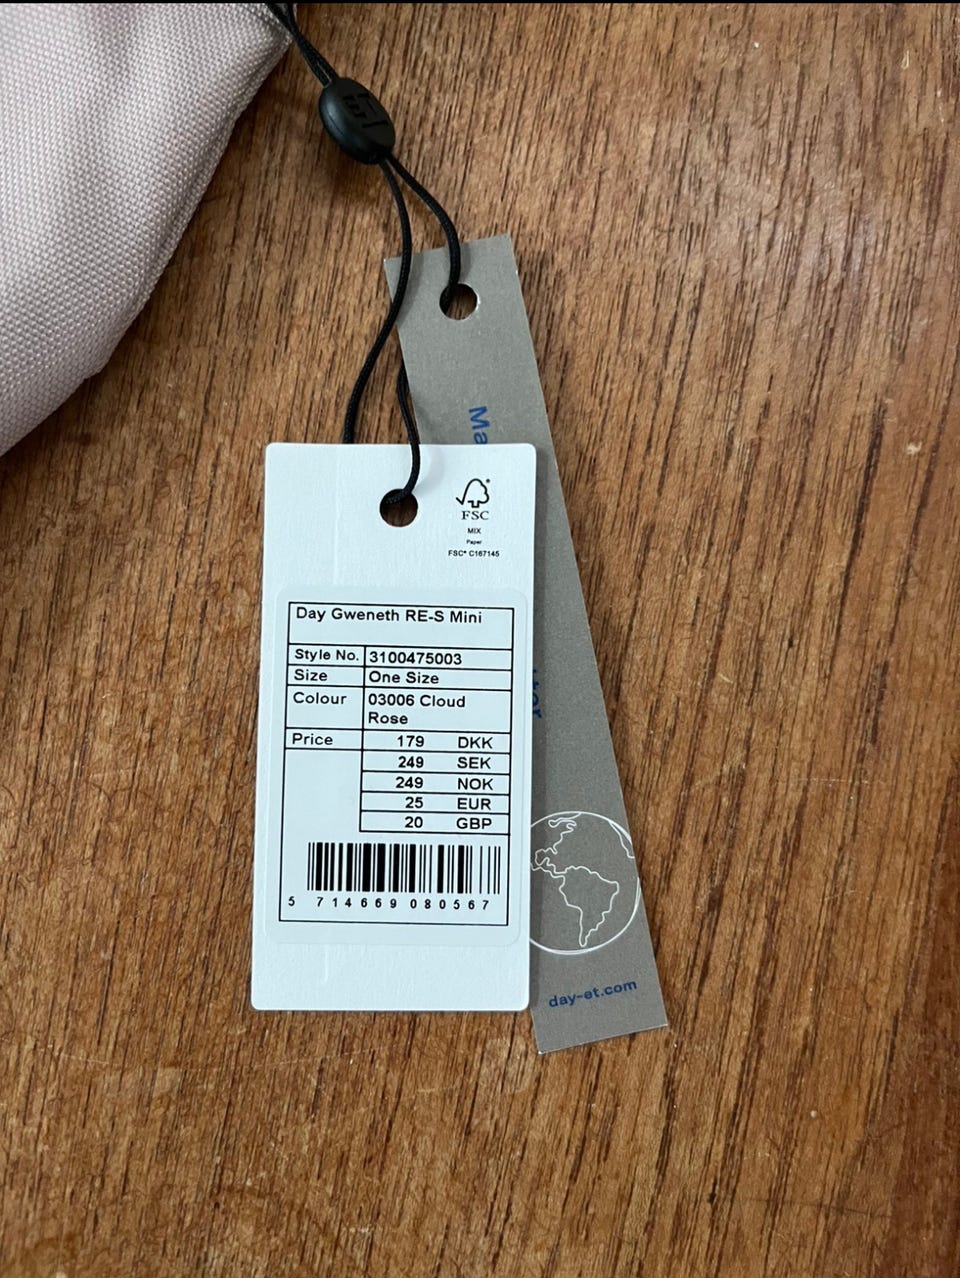 Ma
FSC
MIX
Paper
FSC® C167145
Day Gweneth RE-S Mini
Style No. 3100475003
Size One Size
Colour 03006 Cloud
Rose
Price 179 DKK
249 SEK
249 NOK
25 EUR
20 GBP
5 714669 080567
day-et.com